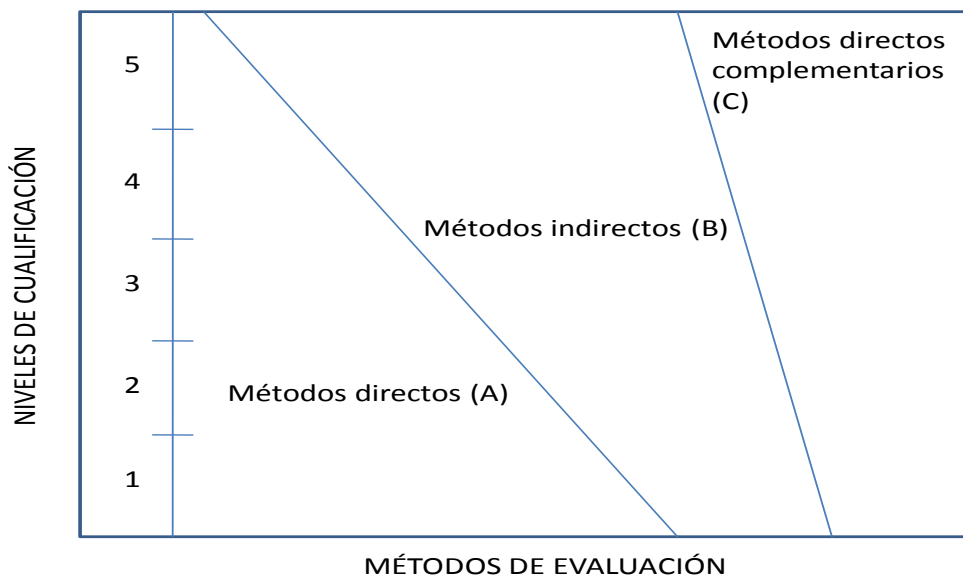 Métodos directos
complementarios
(C)
5
4
Métodos indirectos (B)
3
2
Métodos directos (A)
1
NIVELES DE CUALIFICACIÓN
MÉTODOS DE EVALUACIÓN